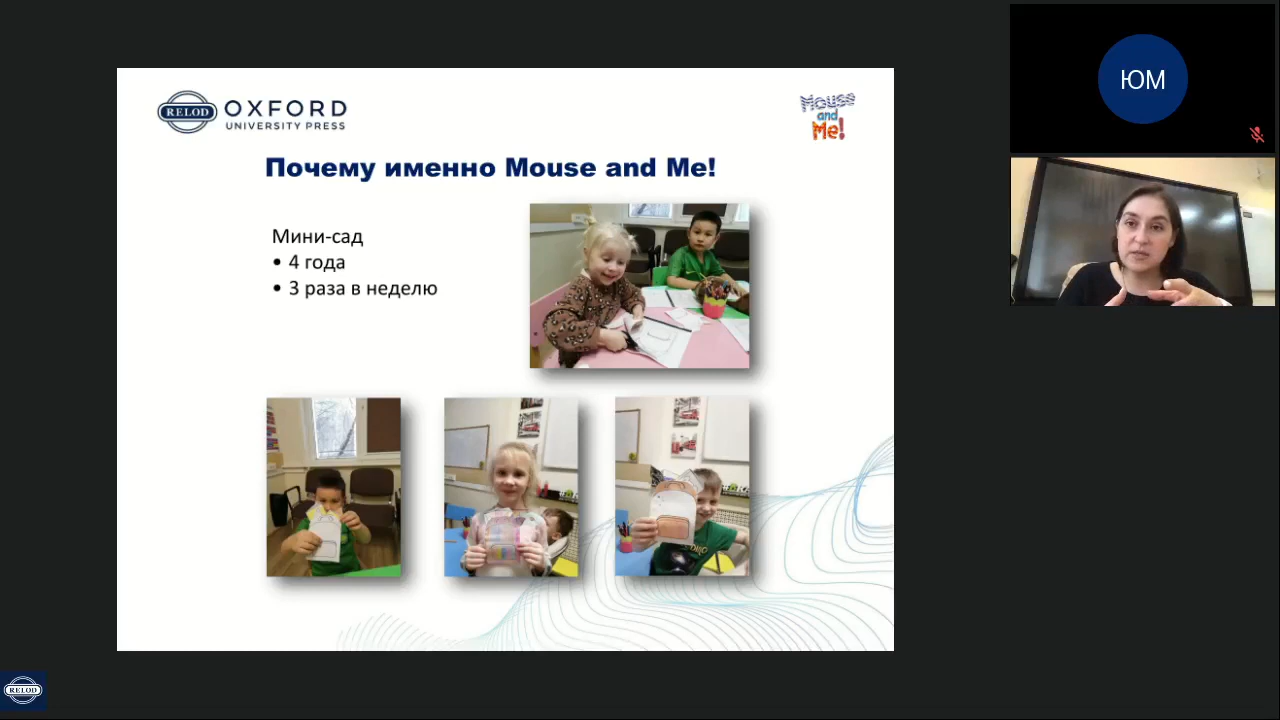 RELOD
OXFORD
UNIVERSITY PRESS
Mouse
and
Me!
ЮМ
Почему именно Mouse and Me!
Мини-сад
• 4 года
• 3 раза в неделю
RELOD